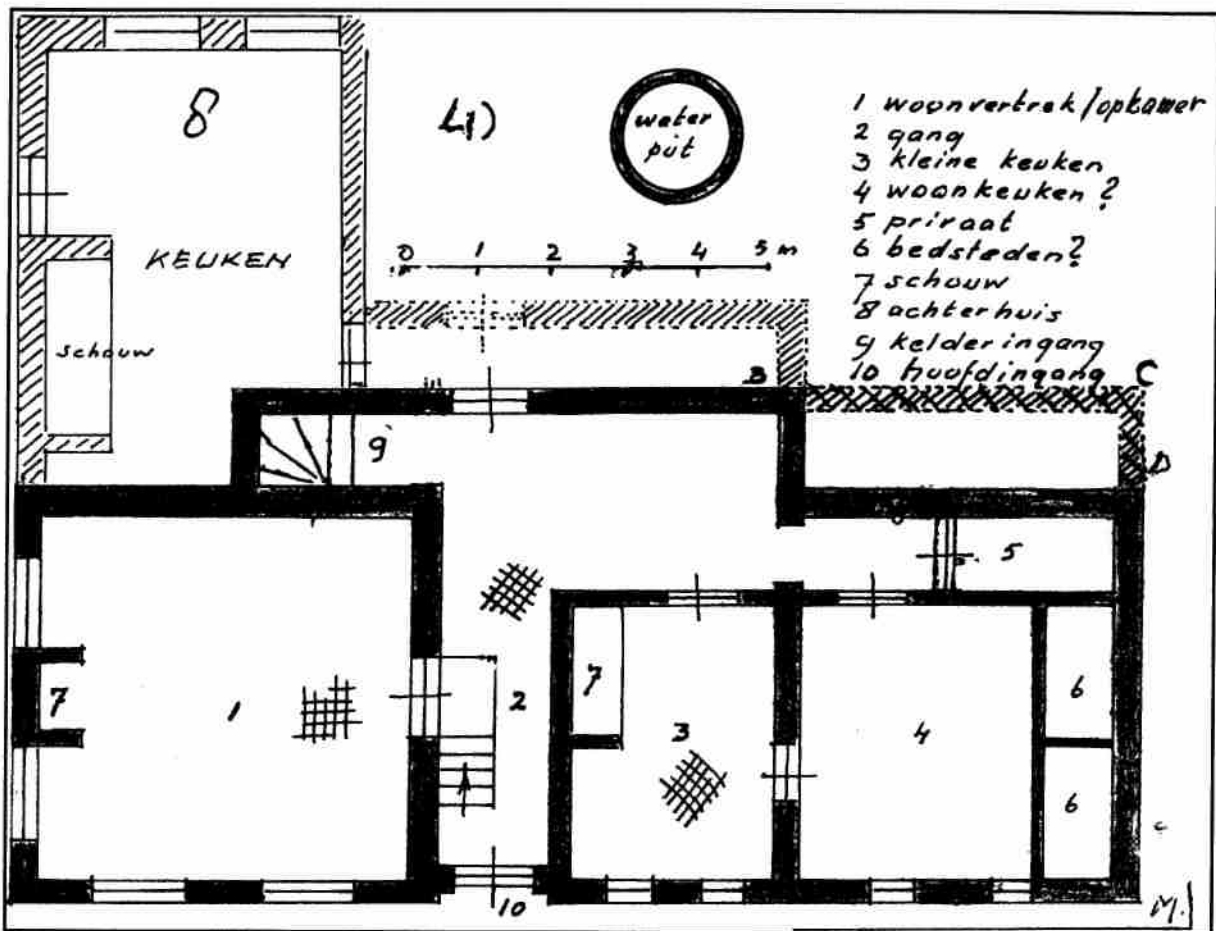 8
4)
water
put
KEUKEN
schouw
0 1 2 3 4 5 m
1 woonvertrek/opkamer
2 gang
3 kleine keuken
4 woonkeuken?
5 privaat
6 bedsteden?
7 schouw
8 achterhuis
9 kelderingang
10 hoofdingang
B
C
D
9
5
7
1
2
7
3
4
6
6
10
M.